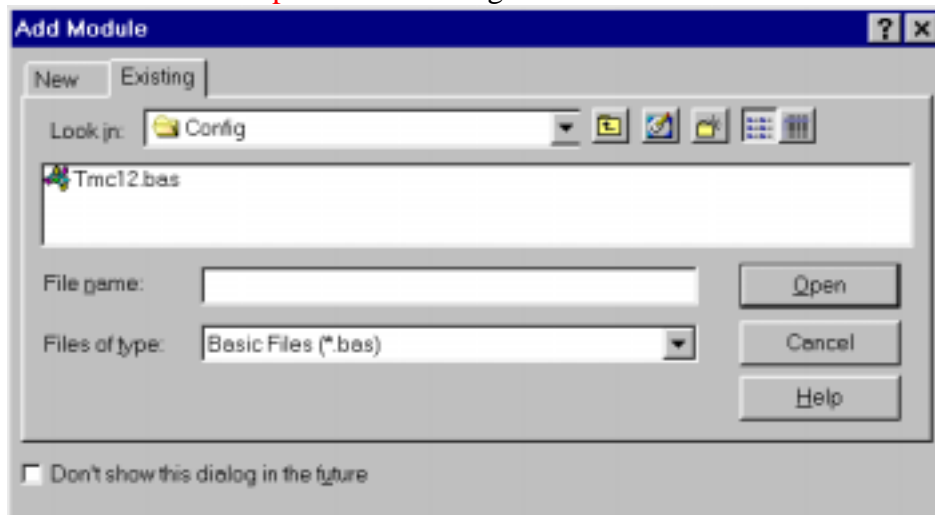 Add Module
New Existing
Look in: Config
Tmc12.bas
File name:
Open
Files of type: Basic Files (*.bas)
Cancel
Help
Don't show this dialog in the future